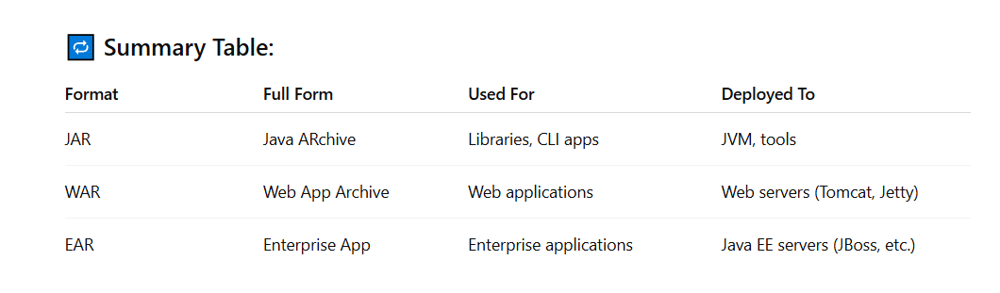 Summary Table:
Format Full Form Used For Deployed To
JAR Java ARchive Libraries, CLI apps JVM, tools
WAR Web App Archive Web applications Web servers (Tomcat, Jetty)
EAR Enterprise App Enterprise applications Java EE servers (JBoss, etc.)